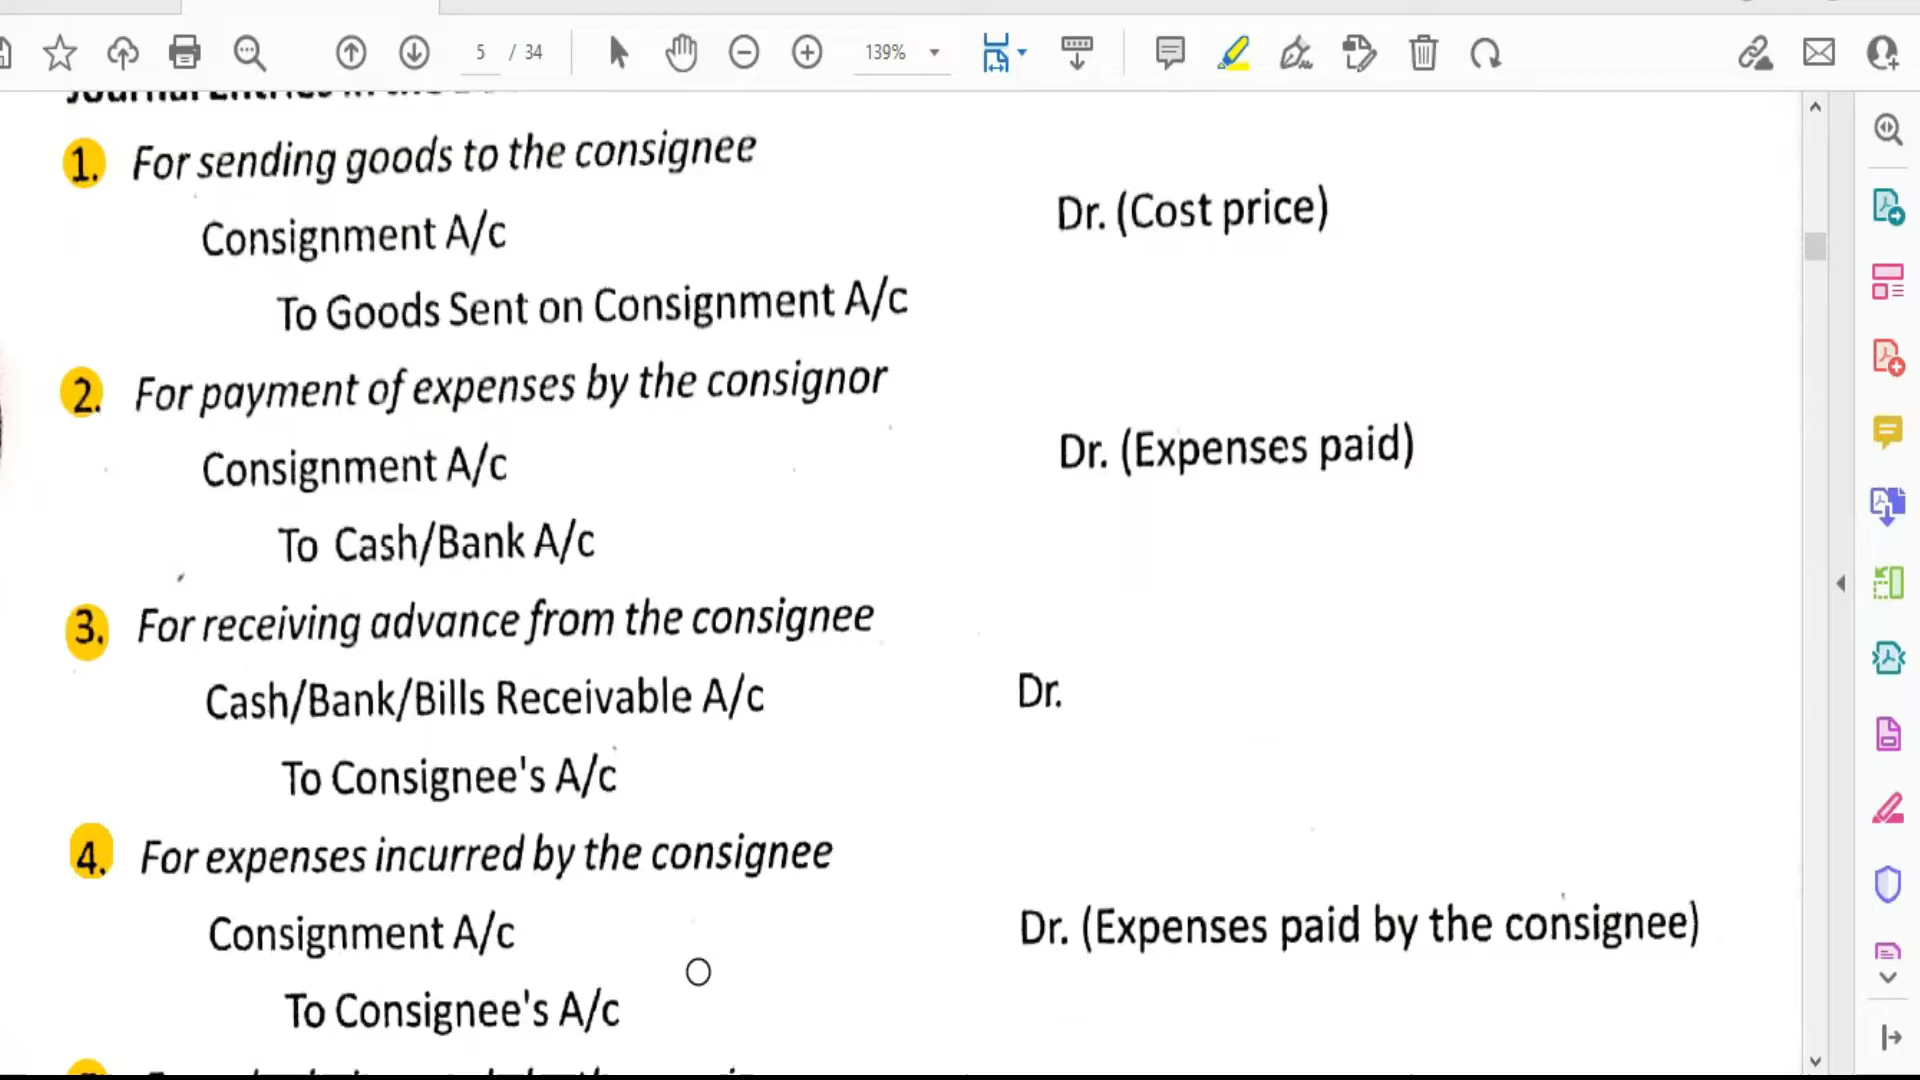 5 / 34
139%
1. For sending goods to the consignee
Consignment A/c Dr. (Cost price)
To Goods Sent on Consignment A/c
2. For payment of expenses by the consignor
Consignment A/c Dr. (Expenses paid)
To Cash/Bank A/c
3. For receiving advance from the consignee
Cash/Bank/Bills Receivable A/c Dr.
To Consignee's A/c
4. For expenses incurred by the consignee
Consignment A/c Dr. (Expenses paid by the consignee)
To Consignee's A/c